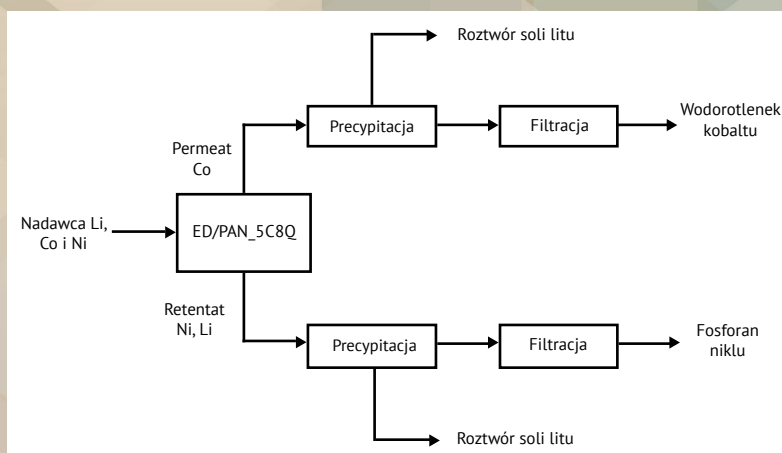 Roztwór soli litu
Precypitacja
Filtracja
Wodorotlenek
kobaltu
Permeat
Co
Nadawca Li,
Co i Ni
ED/PAN_5C8Q
Retentat
Ni, Li
Precypitacja
Filtracja
Fosforan
niklu
Roztwór soli litu